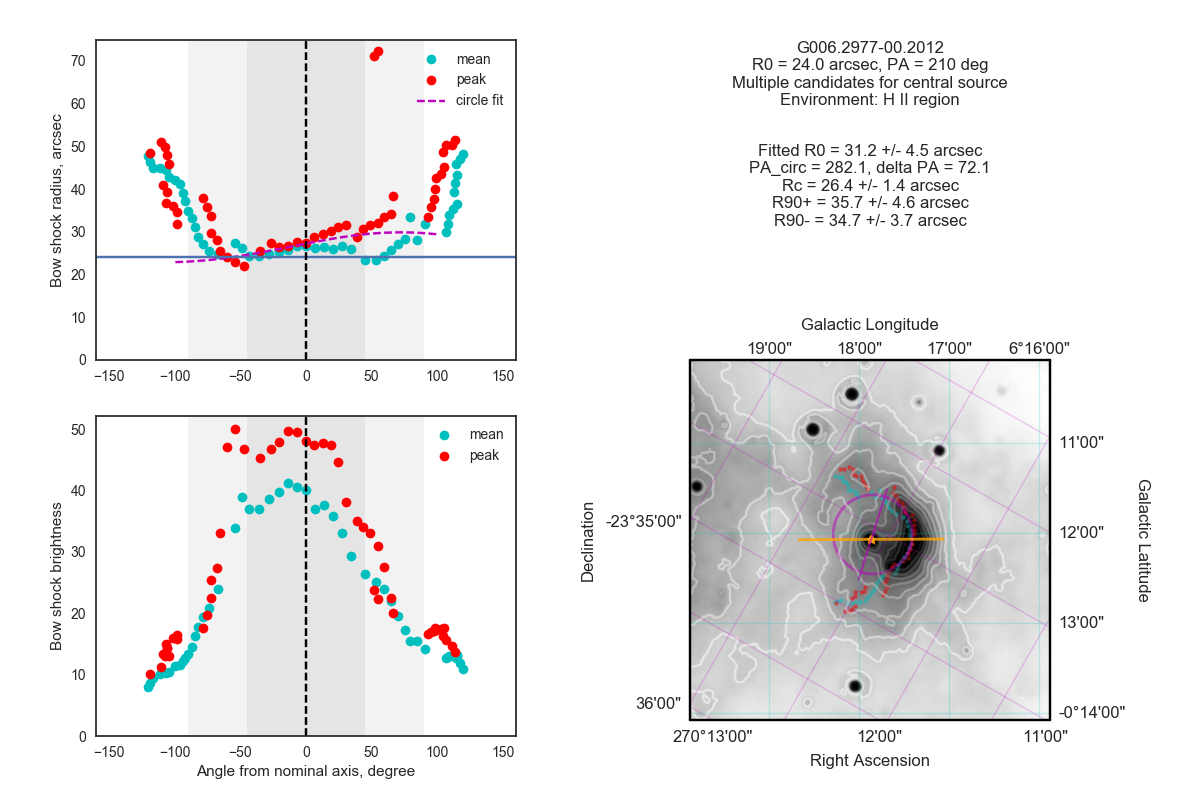 70
60
50
40
30
20
10
0
Bow shock radius, arcsec
mean
peak
circle fit
−150
−100
−50
0
50
100
150
50
40
30
20
10
0
Bow shock brightness
mean
peak
−150
−100
−50
0
50
100
150
Angle from nominal axis, degree
G006.2977-00.2012
R0 = 24.0 arcsec, PA = 210 deg
Multiple candidates for central source
Environment: H II region
Fitted R0 = 31.2 +/- 4.5 arcsec
PA_circ = 282.1, delta PA = 72.1
Rc = 26.4 +/- 1.4 arcsec
R90+ = 35.7 +/- 4.6 arcsec
R90- = 34.7 +/- 3.7 arcsec
Galactic Longitude
19'00"
18'00"
17'00"
6°16'00"
11'00"
12'00"
13'00"
-0°14'00"
Galactic Latitude
-23°35'00"
36'00"
Declination
270°13'00"
12'00"
11'00"
Right Ascension